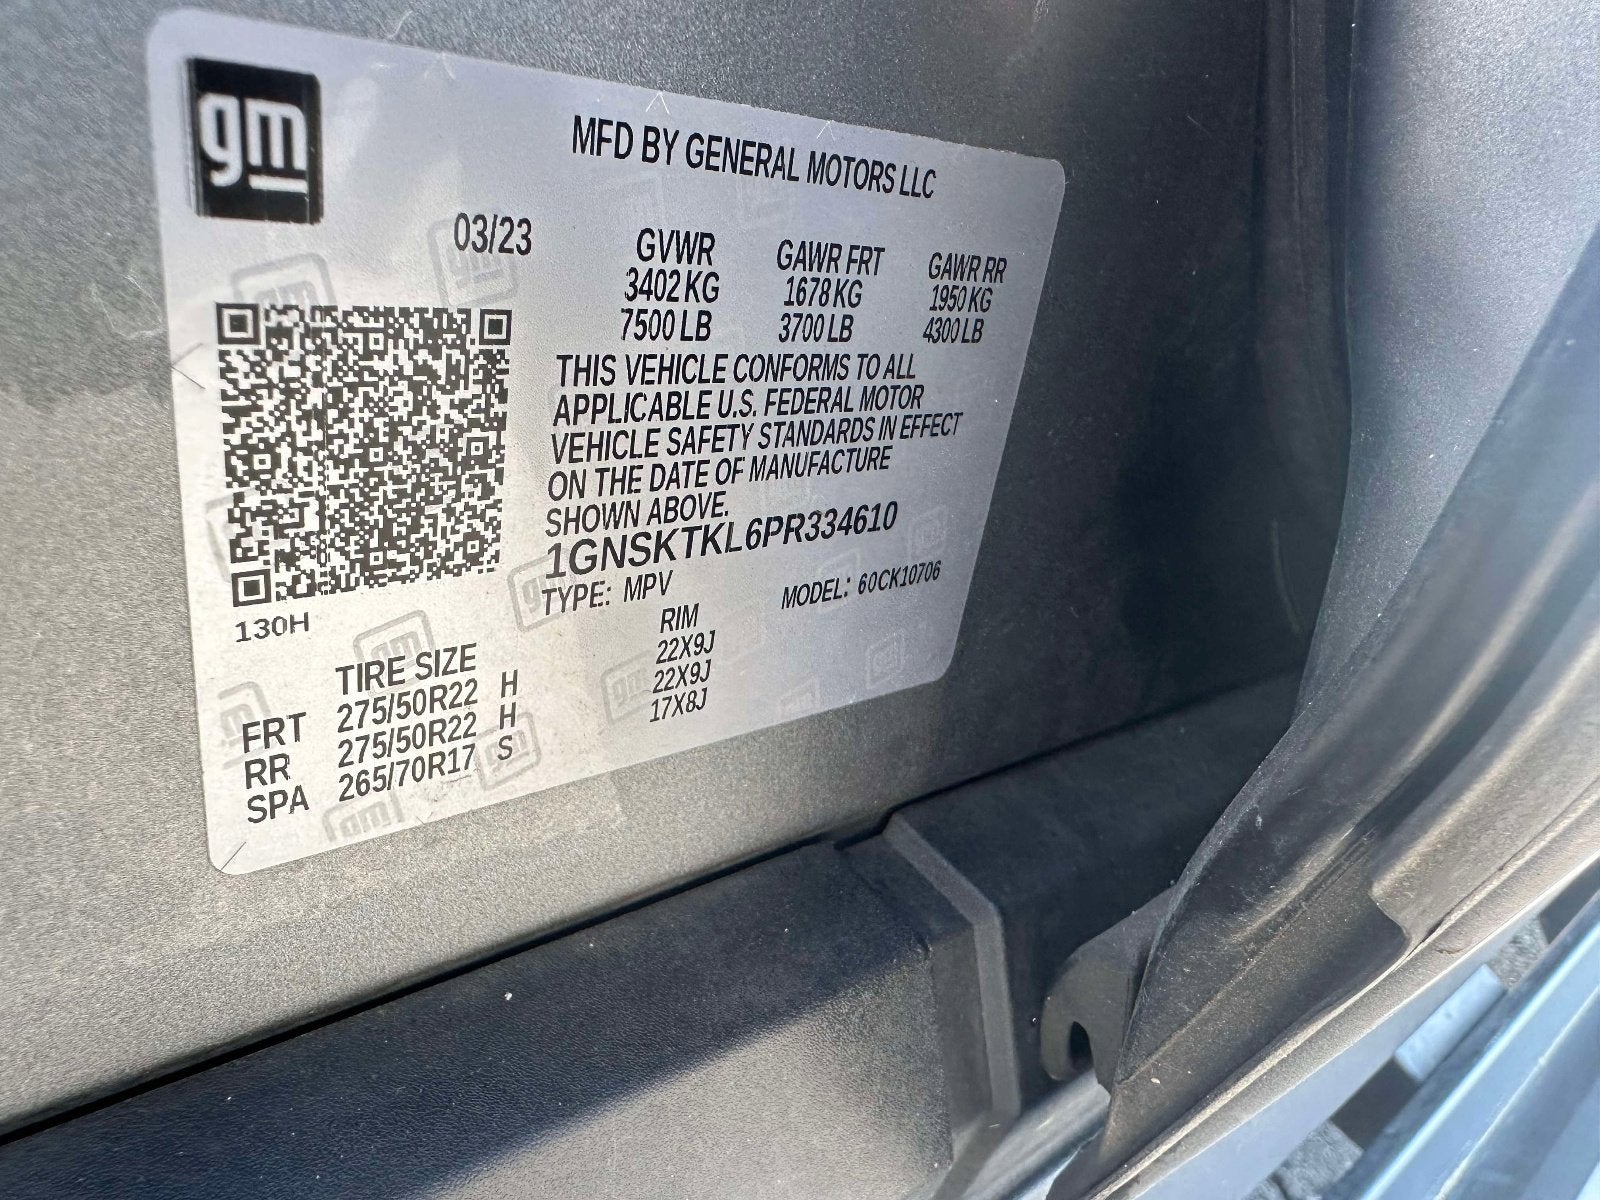 gm
MFD BY GENERAL MOTORS LLC
03/23
GVWR GAWR FRT GAWR RR
3402 KG 1678 KG 1950 KG
7500 LB 3700 LB 4300 LB
THIS VEHICLE CONFORMS TO ALL
APPLICABLE U.S. FEDERAL MOTOR
VEHICLE SAFETY STANDARDS IN EFFECT
ON THE DATE OF MANUFACTURE
SHOWN ABOVE.
1GNSKTKL6PR334610
TYPE: MPV MODEL: 60CK10706
130H
TIRE SIZE RIM
FRT 275/50R22 H 22X9J
RR 275/50R22 H 22X9J
SPA 265/70R17 S 17X8J